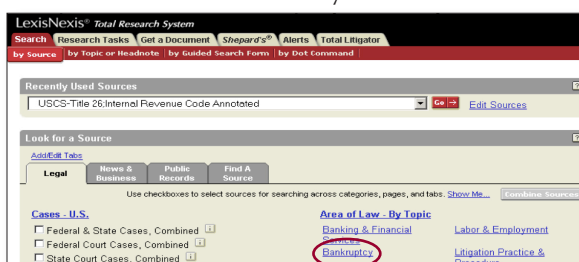 LexisNexis® Total Research System
Search Research Tasks Get a Document Shepard's® Alerts Total Litigator
by Source by Topic or Headnote by Guided Search Form by Dot Command
Recently Used Sources ?
USCS-Title 26;Internal Revenue Code Annotated Go → Edit Sources
Look for a Source ?
Add/Edit Tabs
Legal News & Business Public Records Find A Source
Use checkboxes to select sources for searching across categories, pages, and tabs. Show Me... Combine Sources
Cases - U.S. Area of Law - By Topic
Federal & State Cases, Combined i Banking & Financial Services Labor & Employment
Federal Court Cases, Combined i
State Court Cases, Combined i Bankruptcy Litigation Practice &
Procedure